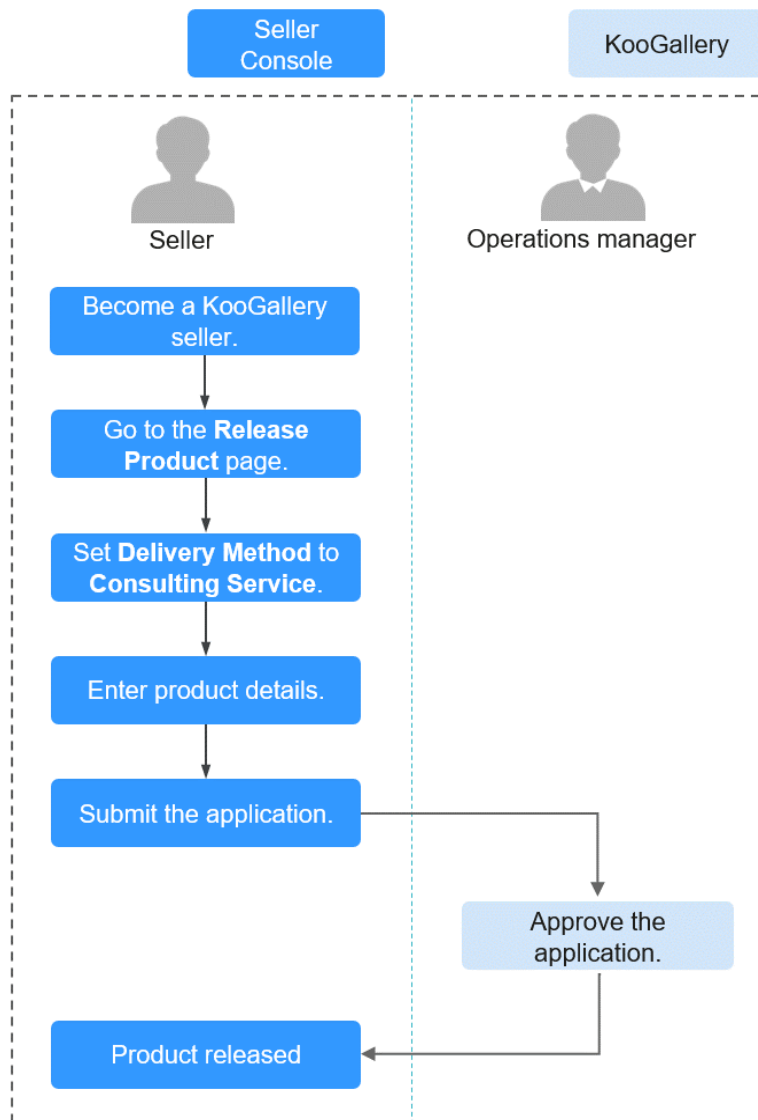 Seller
Console
KooGallery
Seller
Operations manager
Become a KooGallery
seller.
Go to the Release
Product page.
Set Delivery Method to
Consulting Service.
Enter product details.
Submit the application.
Approve the
application.
Product released